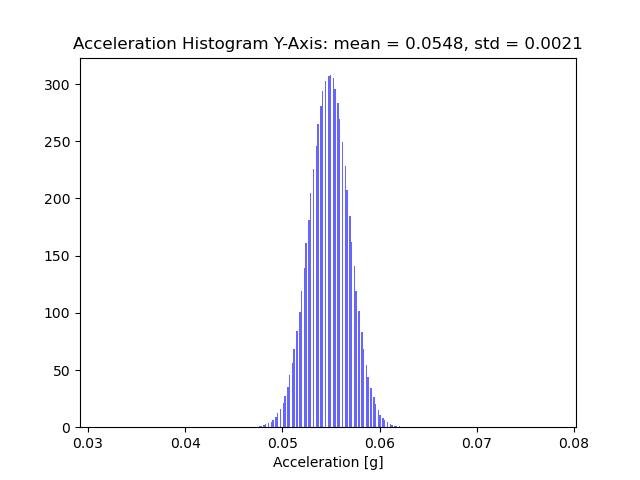 Acceleration Histogram Y-Axis: mean = 0.0548, std = 0.0021
300
250
200
150
100
50
0
0.03 0.04 0.05 0.06 0.07 0.08
Acceleration [g]